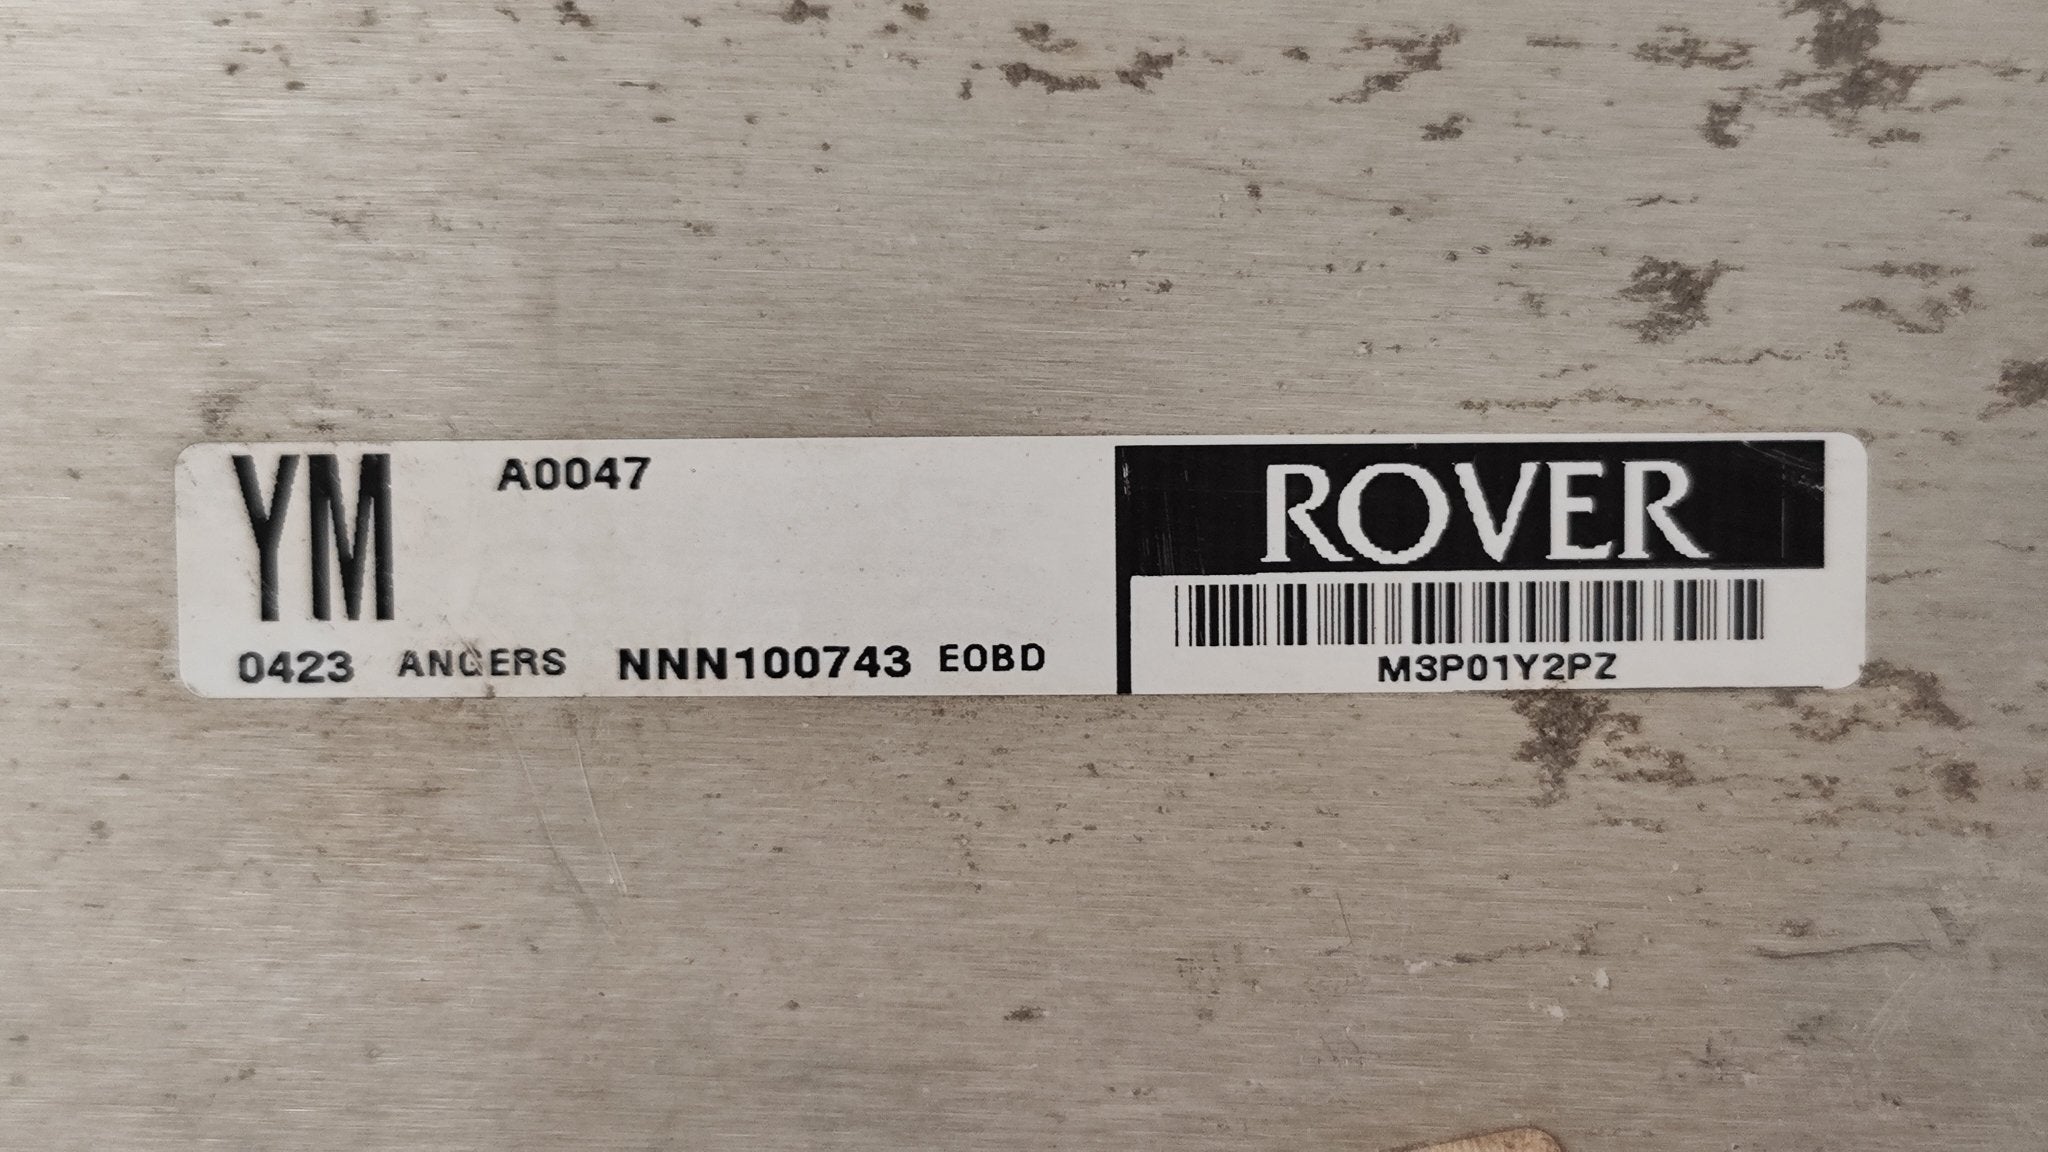 YM A0047
0423 ANGERS NNN100743 EOBD
ROVER
M3P01Y2PZ